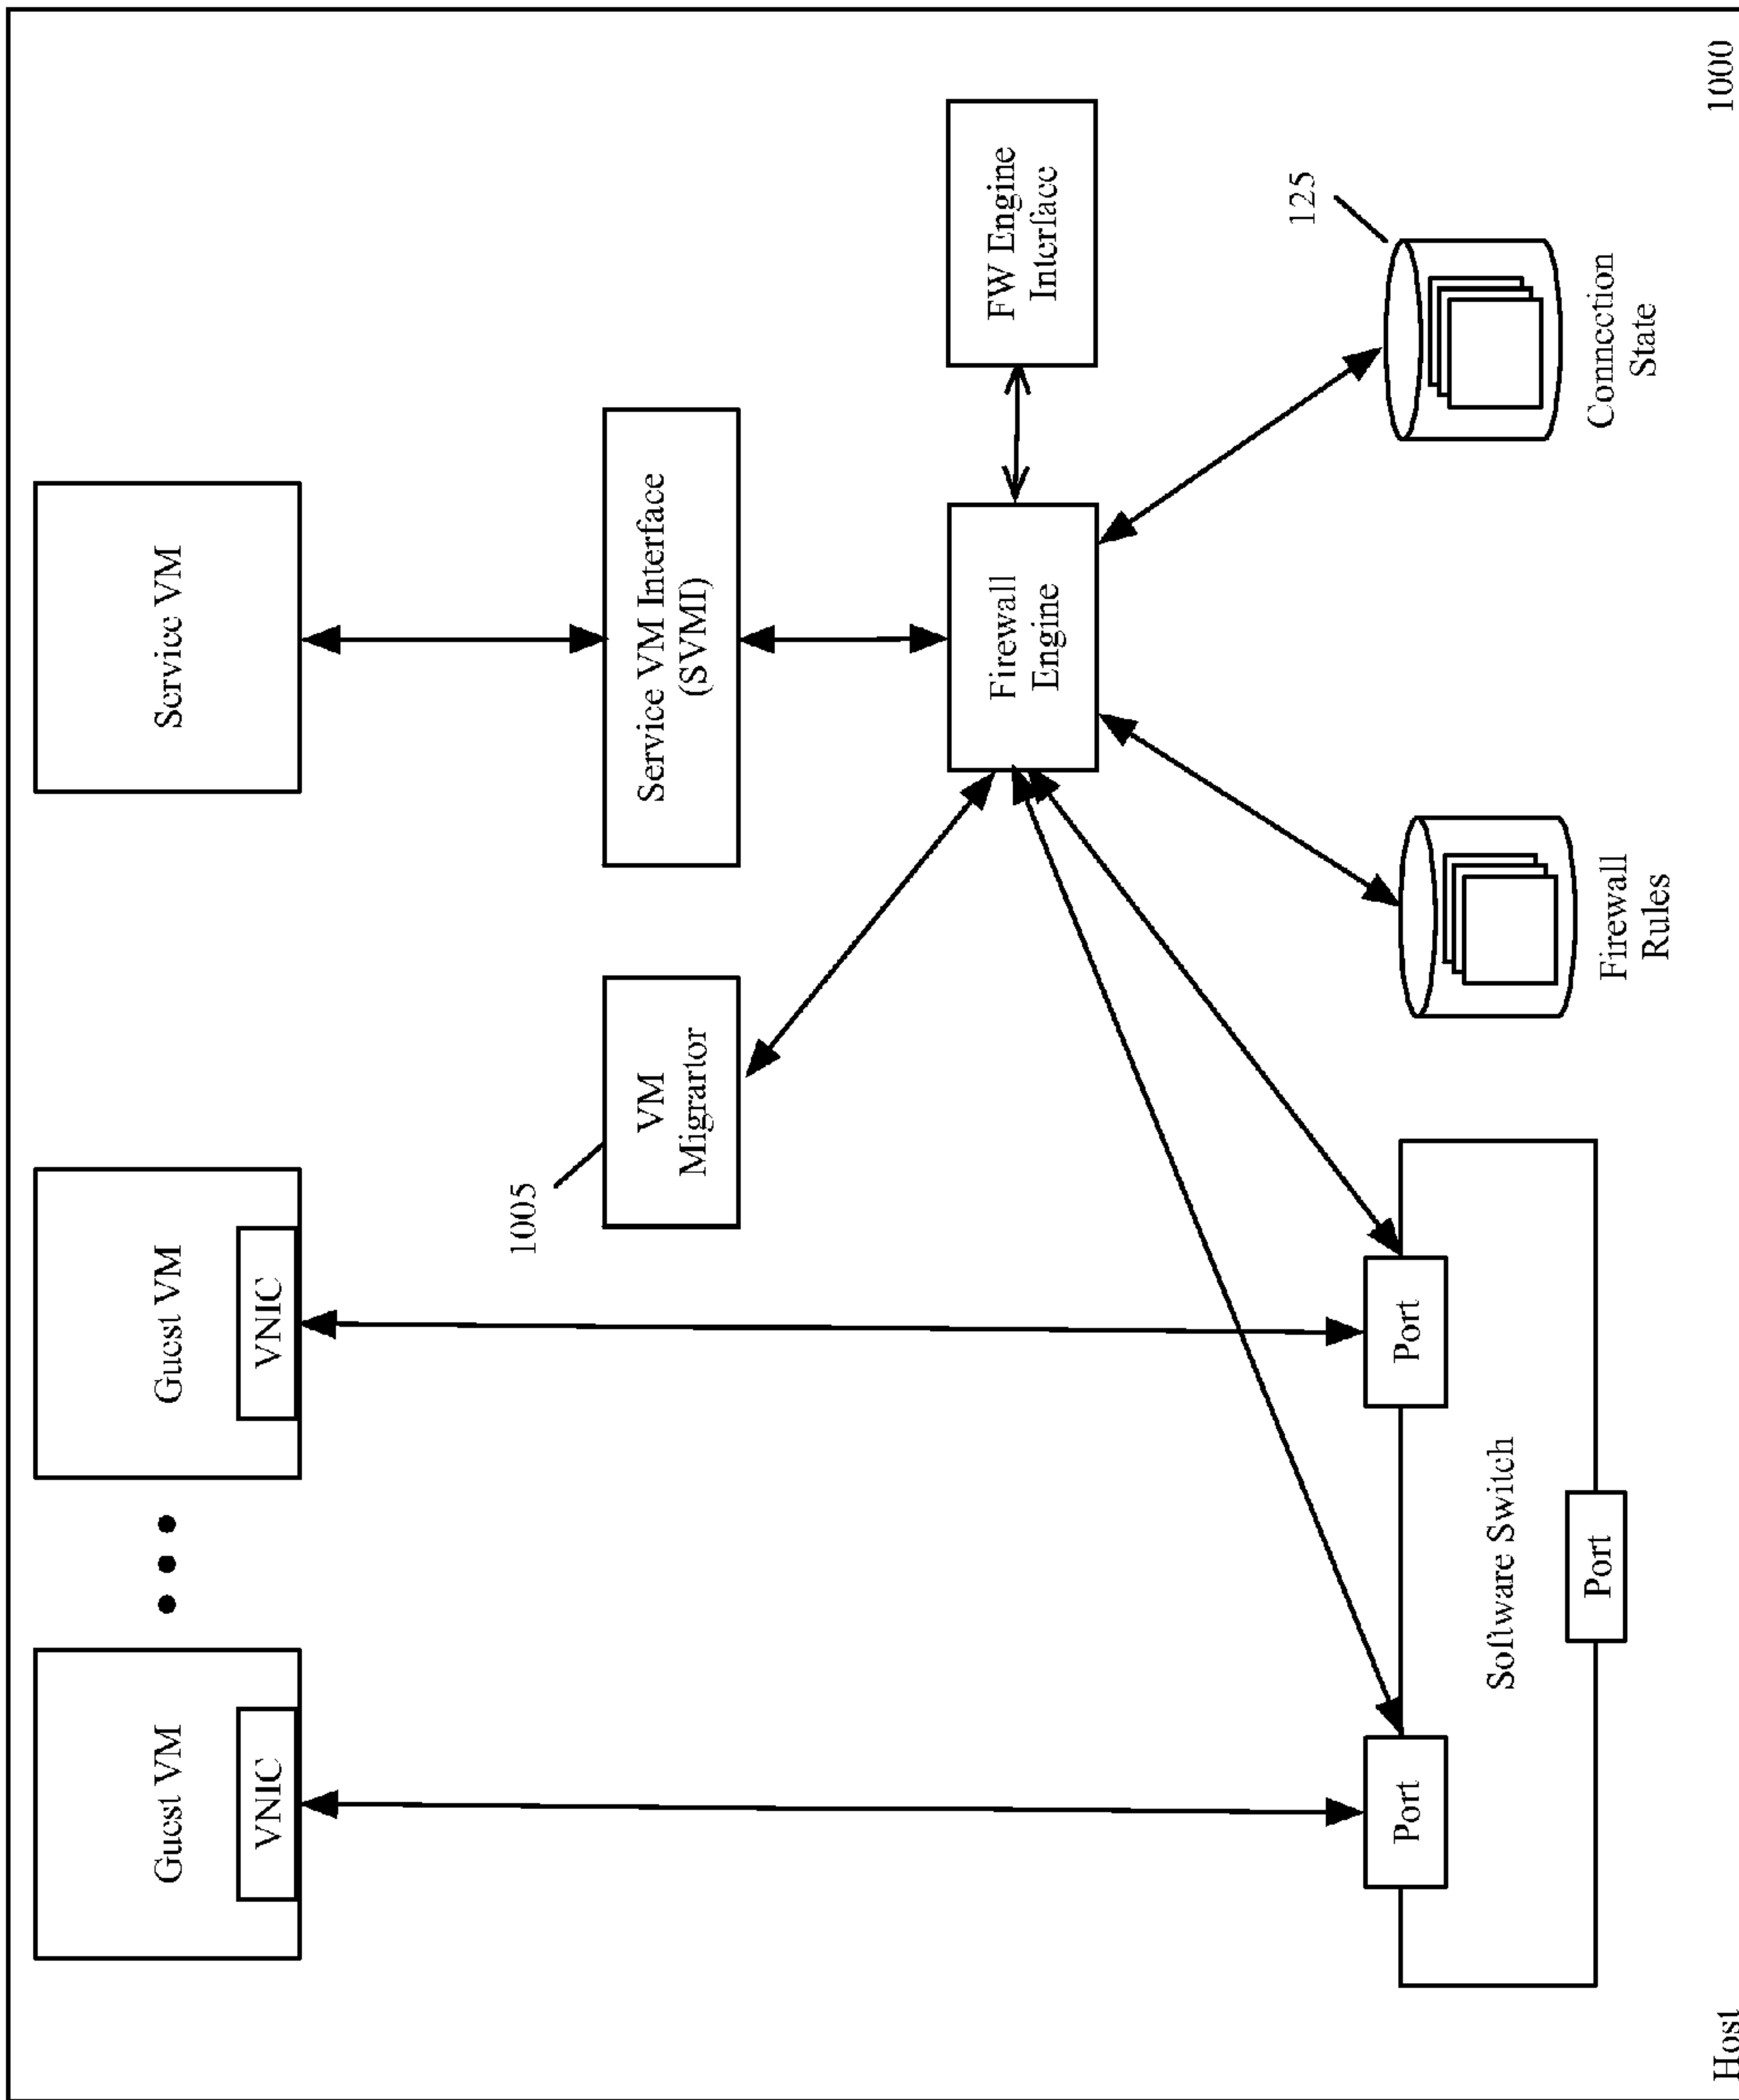 Guest VM
VNIC
Guest VM
VNIC
Service VM
1005
VM
Migrartor
Service VM Interface
(SVMI)
Firewall
Engine
FW Engine
Interface
125
Port
Port
Software Switch
Port
Firewall
Rules
Connection
State
Host
1000